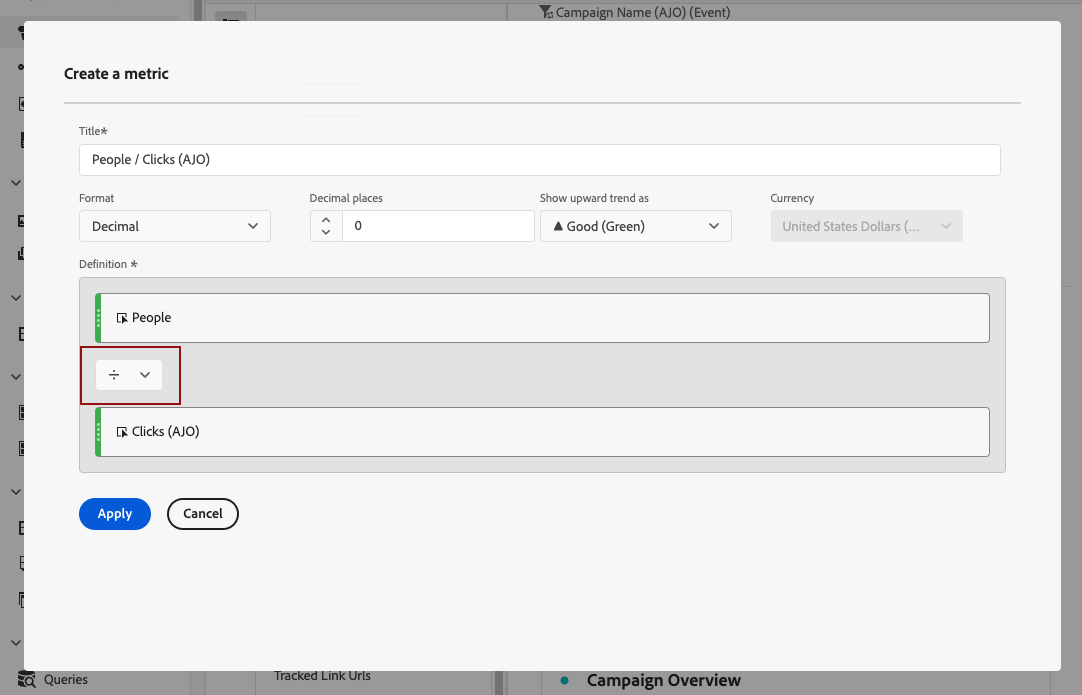 Campaign Name (AJO) (Event)
Create a metric
Title*
People / Clicks (AJO)
Format
Decimal places
Show upward trend as
Currency
Decimal
0
Good (Green)
United States Dollars (...
Definition *
People
÷
Clicks (AJO)
Apply
Cancel
Queries
Tracked Link Urls
Campaign Overview